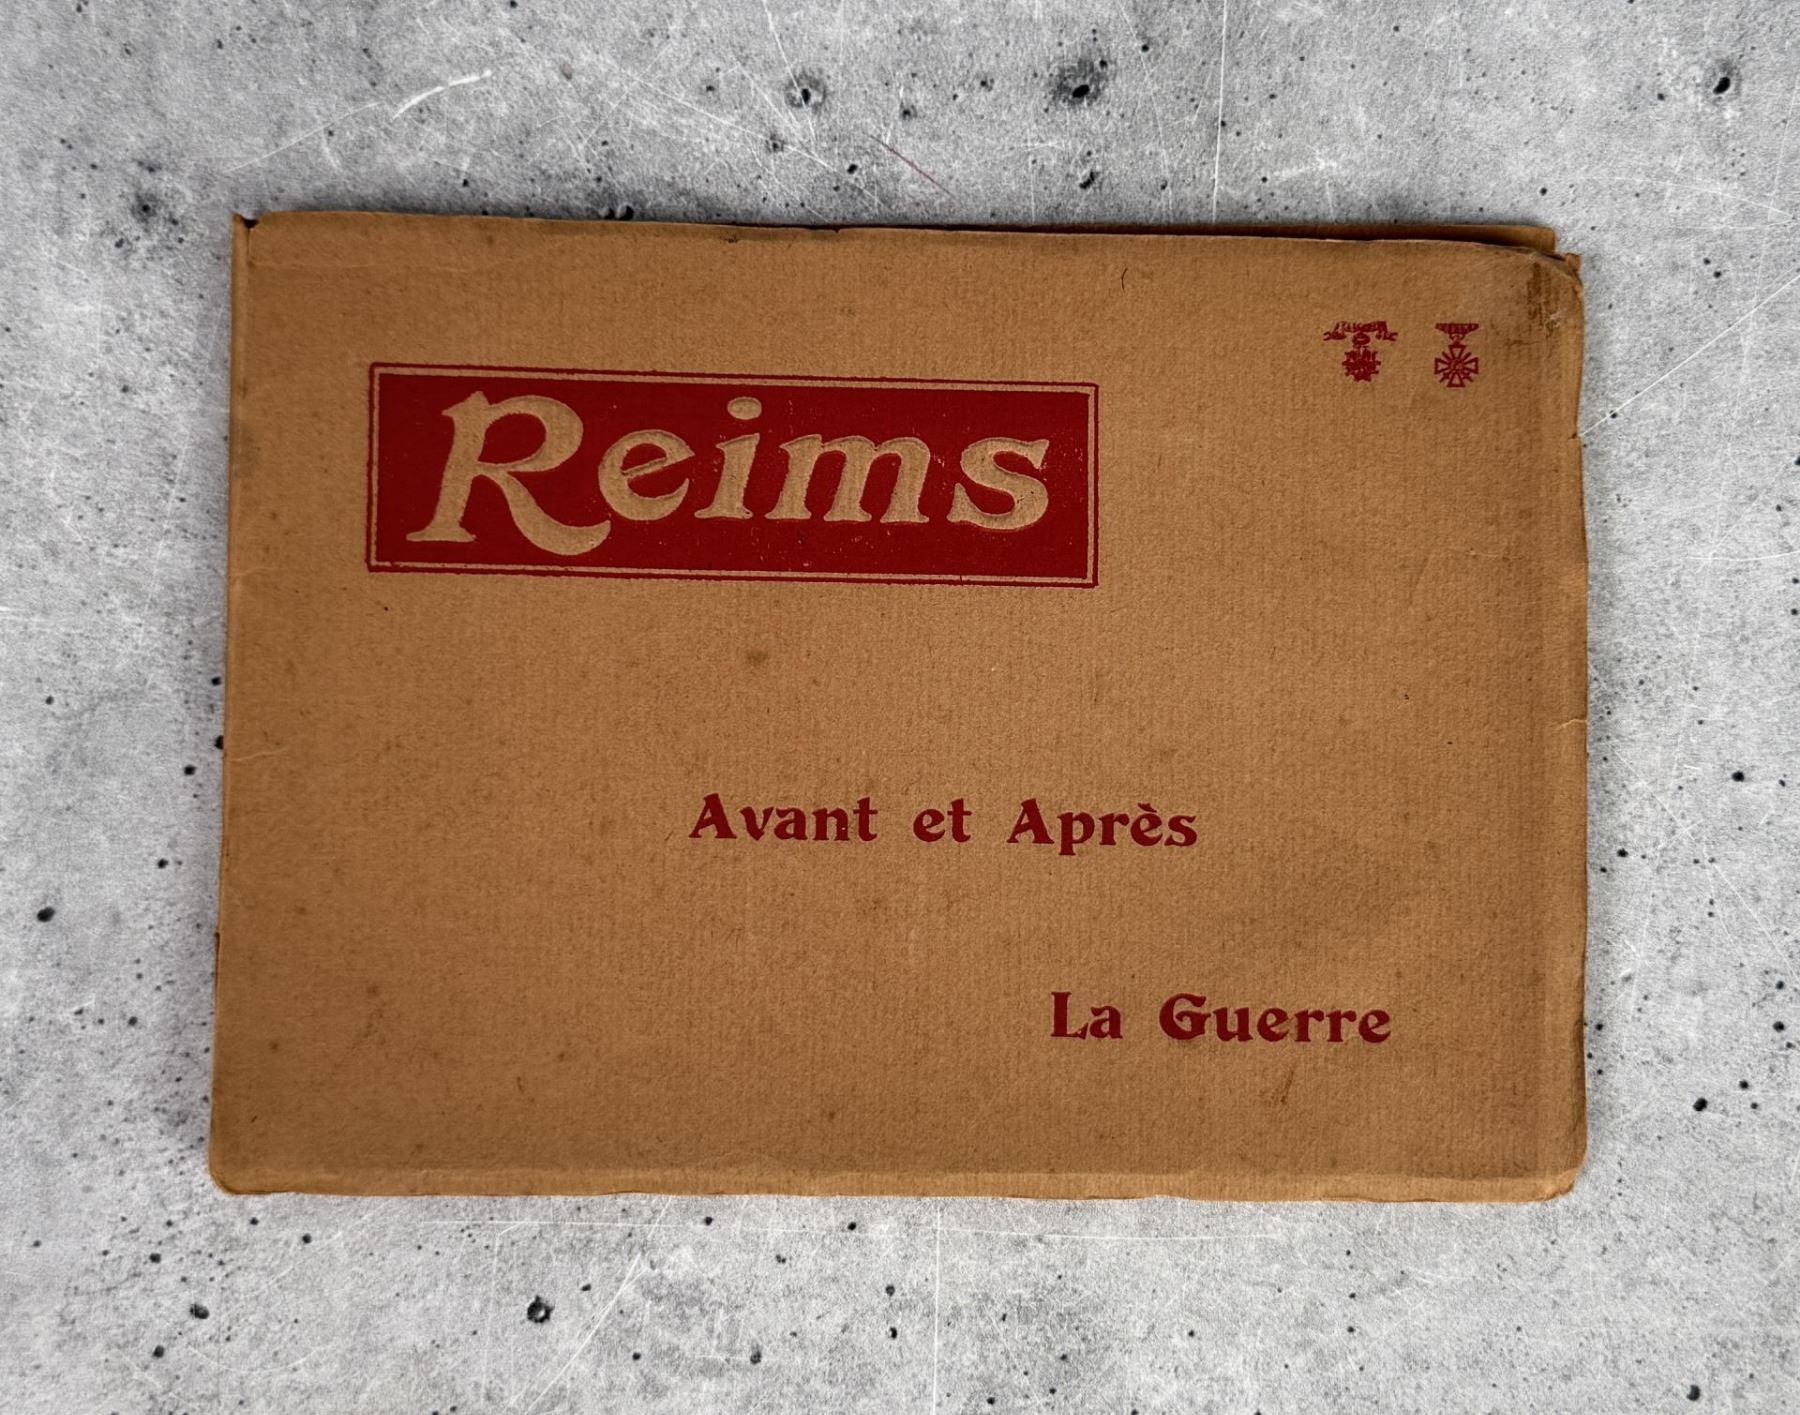 Reims
Avant et Après
La Guerre